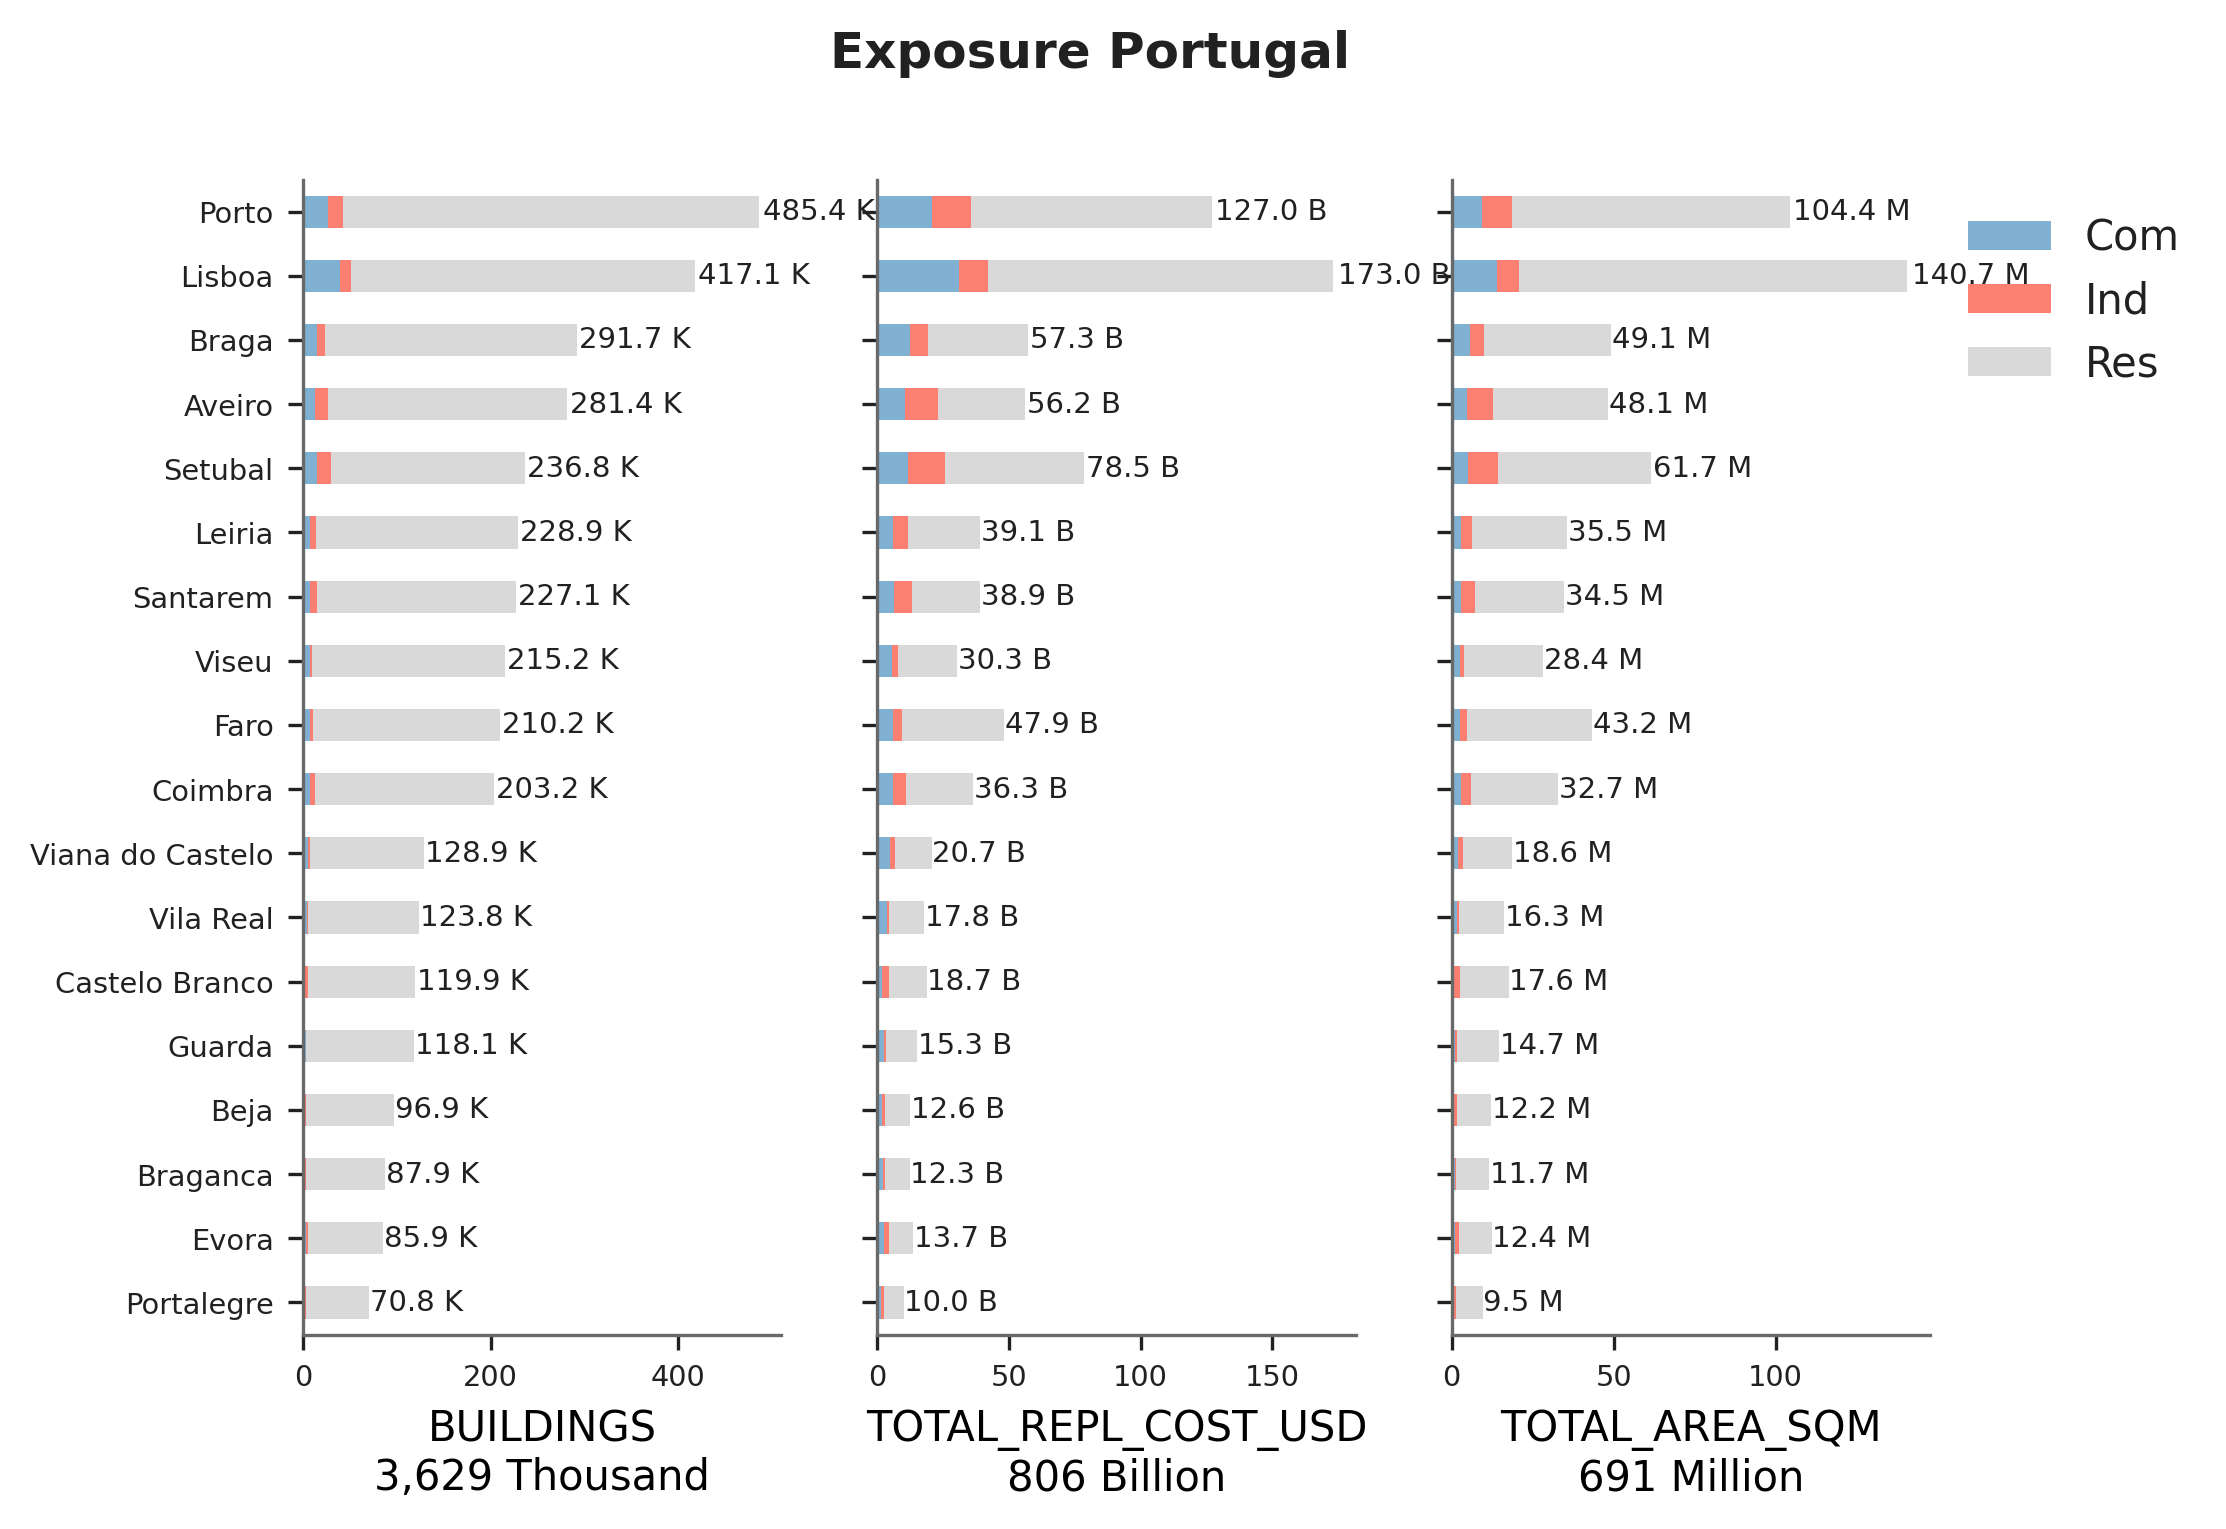 Exposure Portugal
Porto 485.4 K 127.0 B 104.4 M
Lisboa 417.1 K 173.0 B 140.7 M
Braga 291.7 K 57.3 B 49.1 M
Aveiro 281.4 K 56.2 B 48.1 M
Setubal 236.8 K 78.5 B 61.7 M
Leiria 228.9 K 39.1 B 35.5 M
Santarem 227.1 K 38.9 B 34.5 M
Viseu 215.2 K 30.3 B 28.4 M
Faro 210.2 K 47.9 B 43.2 M
Coimbra 203.2 K 36.3 B 32.7 M
Viana do Castelo 128.9 K 20.7 B 18.6 M
Vila Real 123.8 K 17.8 B 16.3 M
Castelo Branco 119.9 K 18.7 B 17.6 M
Guarda 118.1 K 15.3 B 14.7 M
Beja 96.9 K 12.6 B 12.2 M
Braganca 87.9 K 12.3 B 11.7 M
Evora 85.9 K 13.7 B 12.4 M
Portalegre 70.8 K 10.0 B 9.5 M
0 200 400
BUILDINGS
3,629 Thousand
0 50 100 150
TOTAL_REPL_COST_USD
806 Billion
0 50 100
TOTAL_AREA_SQM
691 Million
Com
Ind
Res